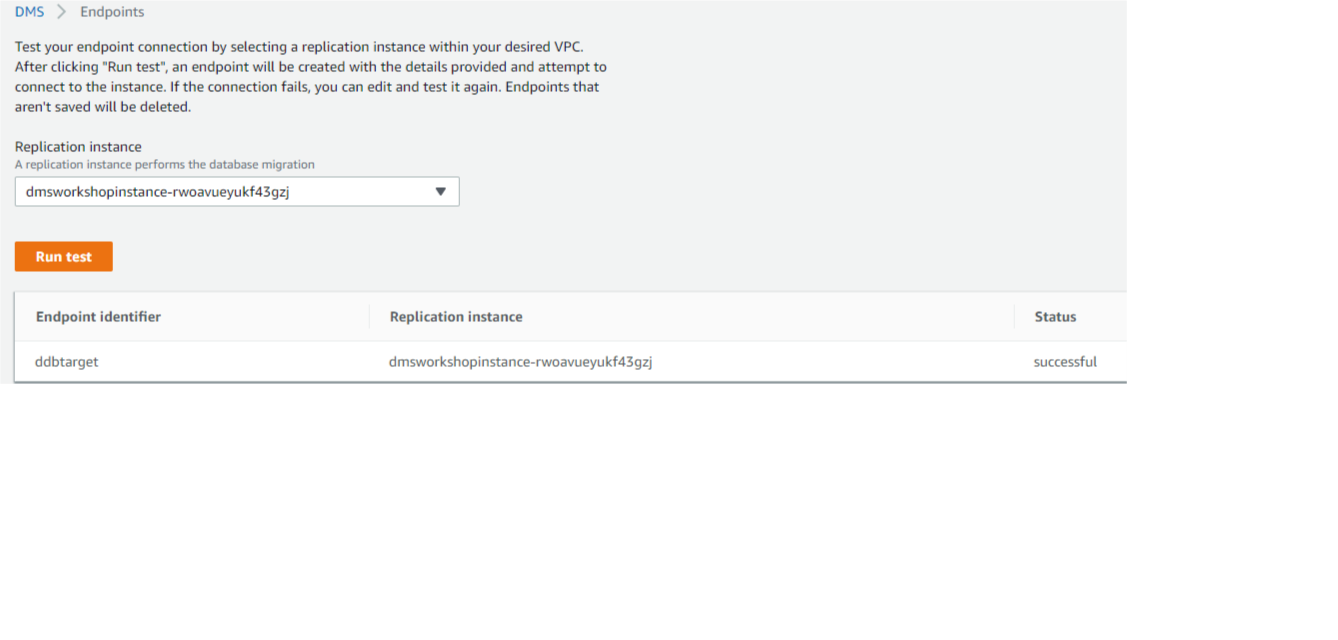 DMS > Endpoints
Test your endpoint connection by selecting a replication instance within your desired VPC.
After clicking "Run test", an endpoint will be created with the details provided and attempt to
connect to the instance. If the connection fails, you can edit and test it again. Endpoints that
aren't saved will be deleted.
Replication instance
A replication instance performs the database migration
dmsworkshopinstance-rwoavueyukf43gzj
Run test
Endpoint identifier Replication instance Status
ddbtarget dmsworkshopinstance-rwoavueyukf43gzj successful